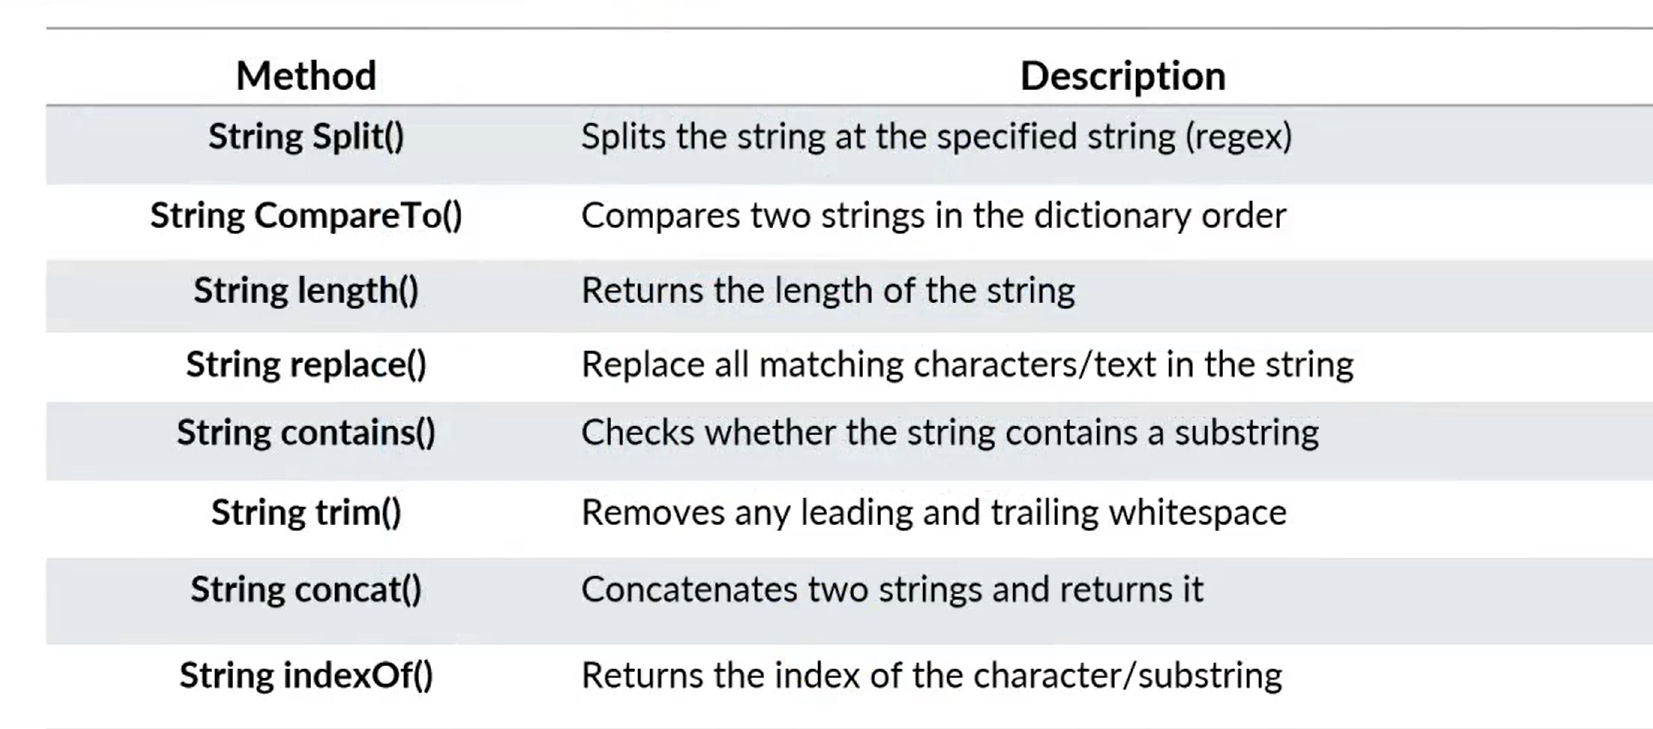 Method Description
String Split() Splits the string at the specified string (regex)
String CompareTo() Compares two strings in the dictionary order
String length() Returns the length of the string
String replace() Replace all matching characters/text in the string
String contains() Checks whether the string contains a substring
String trim() Removes any leading and trailing whitespace
String concat() Concatenates two strings and returns it
String indexOf() Returns the index of the character/substring